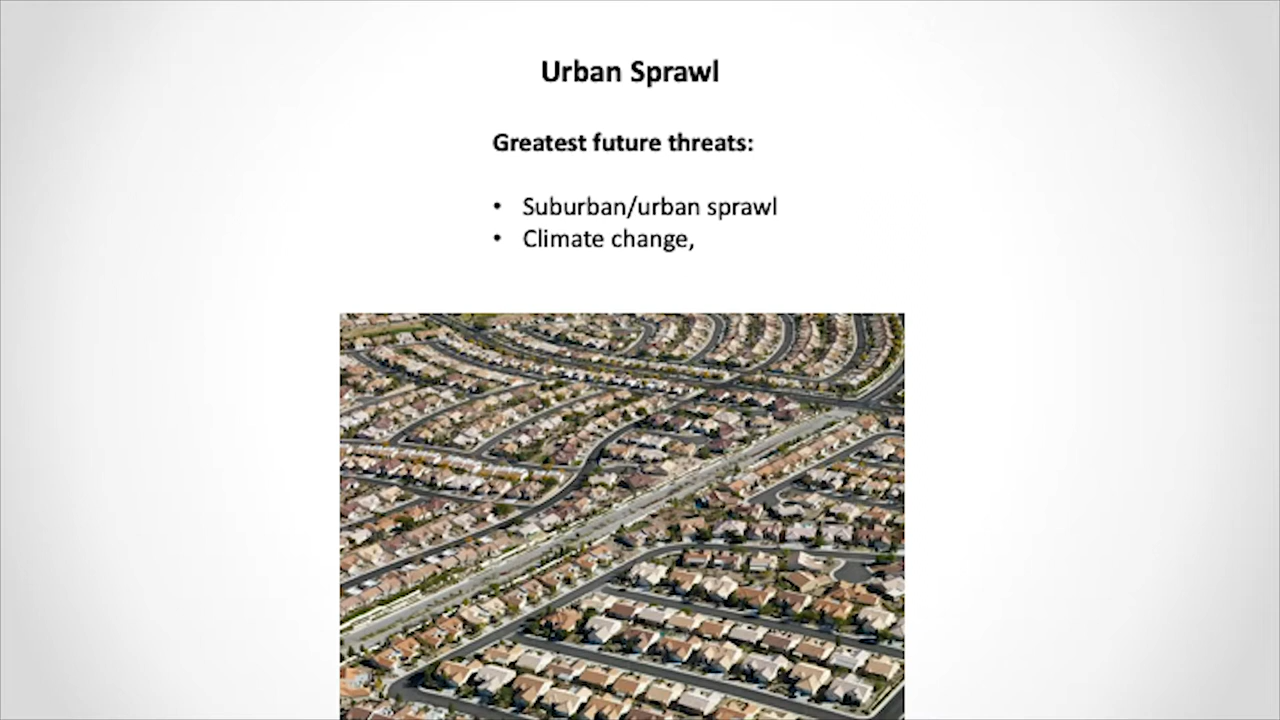 Urban Sprawl
Greatest future threats:
• Suburban/urban sprawl
• Climate change,